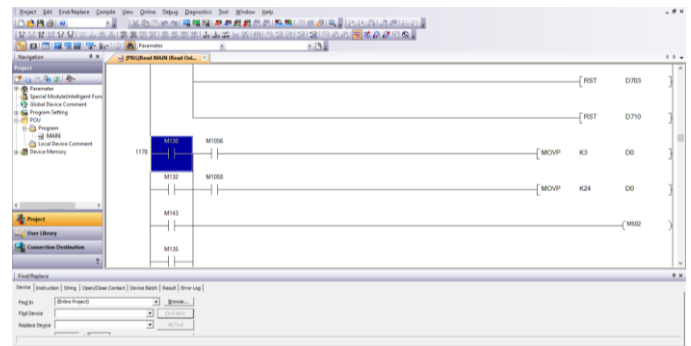 Project Edit Find/Replace Compile View Online Debug Diagnostics Tool Window Help
Parameter
Navigation
[PRG]Read MAIN (Read Onl...
Project
Parameter
Special Module(Intelligent Func
Global Device Comment
Program Setting
POU
Program
MAIN
Local Device Comment
Device Memory
Project
User Library
Connection Destination
RST D703
RST D710
M130 M1056
1178 MOVP K3 D0
M132 M1058
MOVP K24 D0
M143
M502
M135
Find/Replace
Device Instruction String Open/Close Contact Device Batch Result Error Log
Find In (Entire Project) Browse...
Find Device Find Next
Replace Device All Find